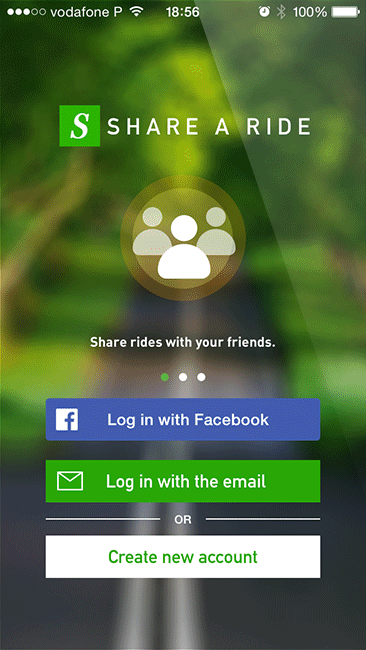 vodafone P 18:56 100%
S SHARE A RIDE
Share rides with your friends.
Log in with Facebook
Log in with the email
OR
Create new account